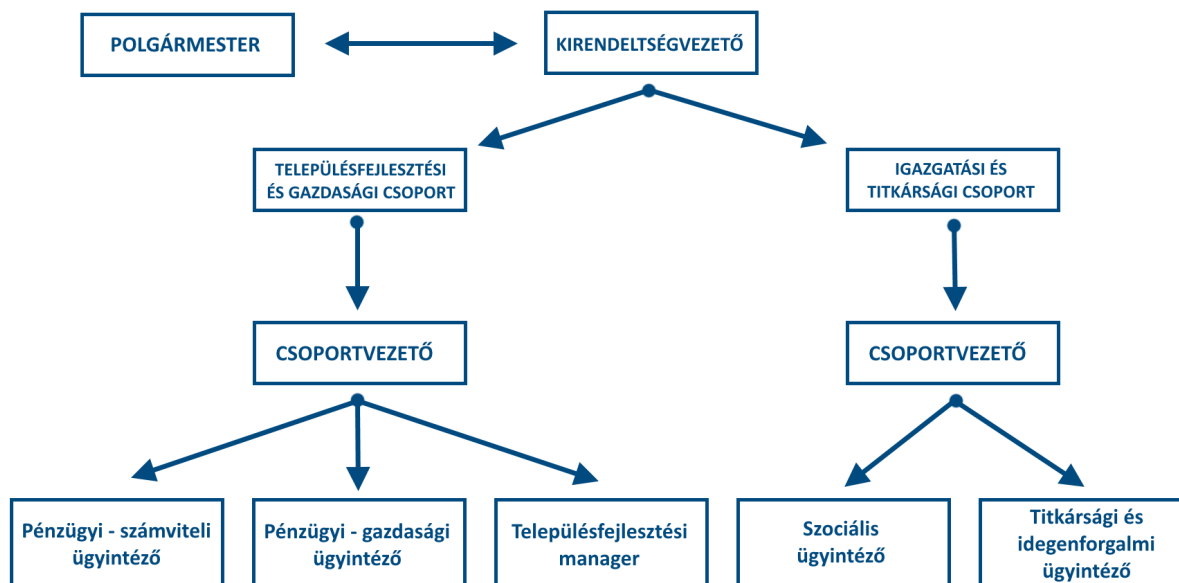 POLGÁRMESTER
KIRENDELTSÉGVEZETŐ
TELEPÜLÉSFEJLESZTÉSI
ÉS GAZDASÁGI CSOPORT
IGAZGATÁSI ÉS
TITKÁRSÁGI CSOPORT
CSOPORTVEZETŐ
CSOPORTVEZETŐ
Pénzügyi - számviteli
ügyintéző
Pénzügyi - gazdasági
ügyintéző
Településfejlesztési
manager
Szociális
ügyintéző
Titkársági és
idegenforgalmi
ügyintéző